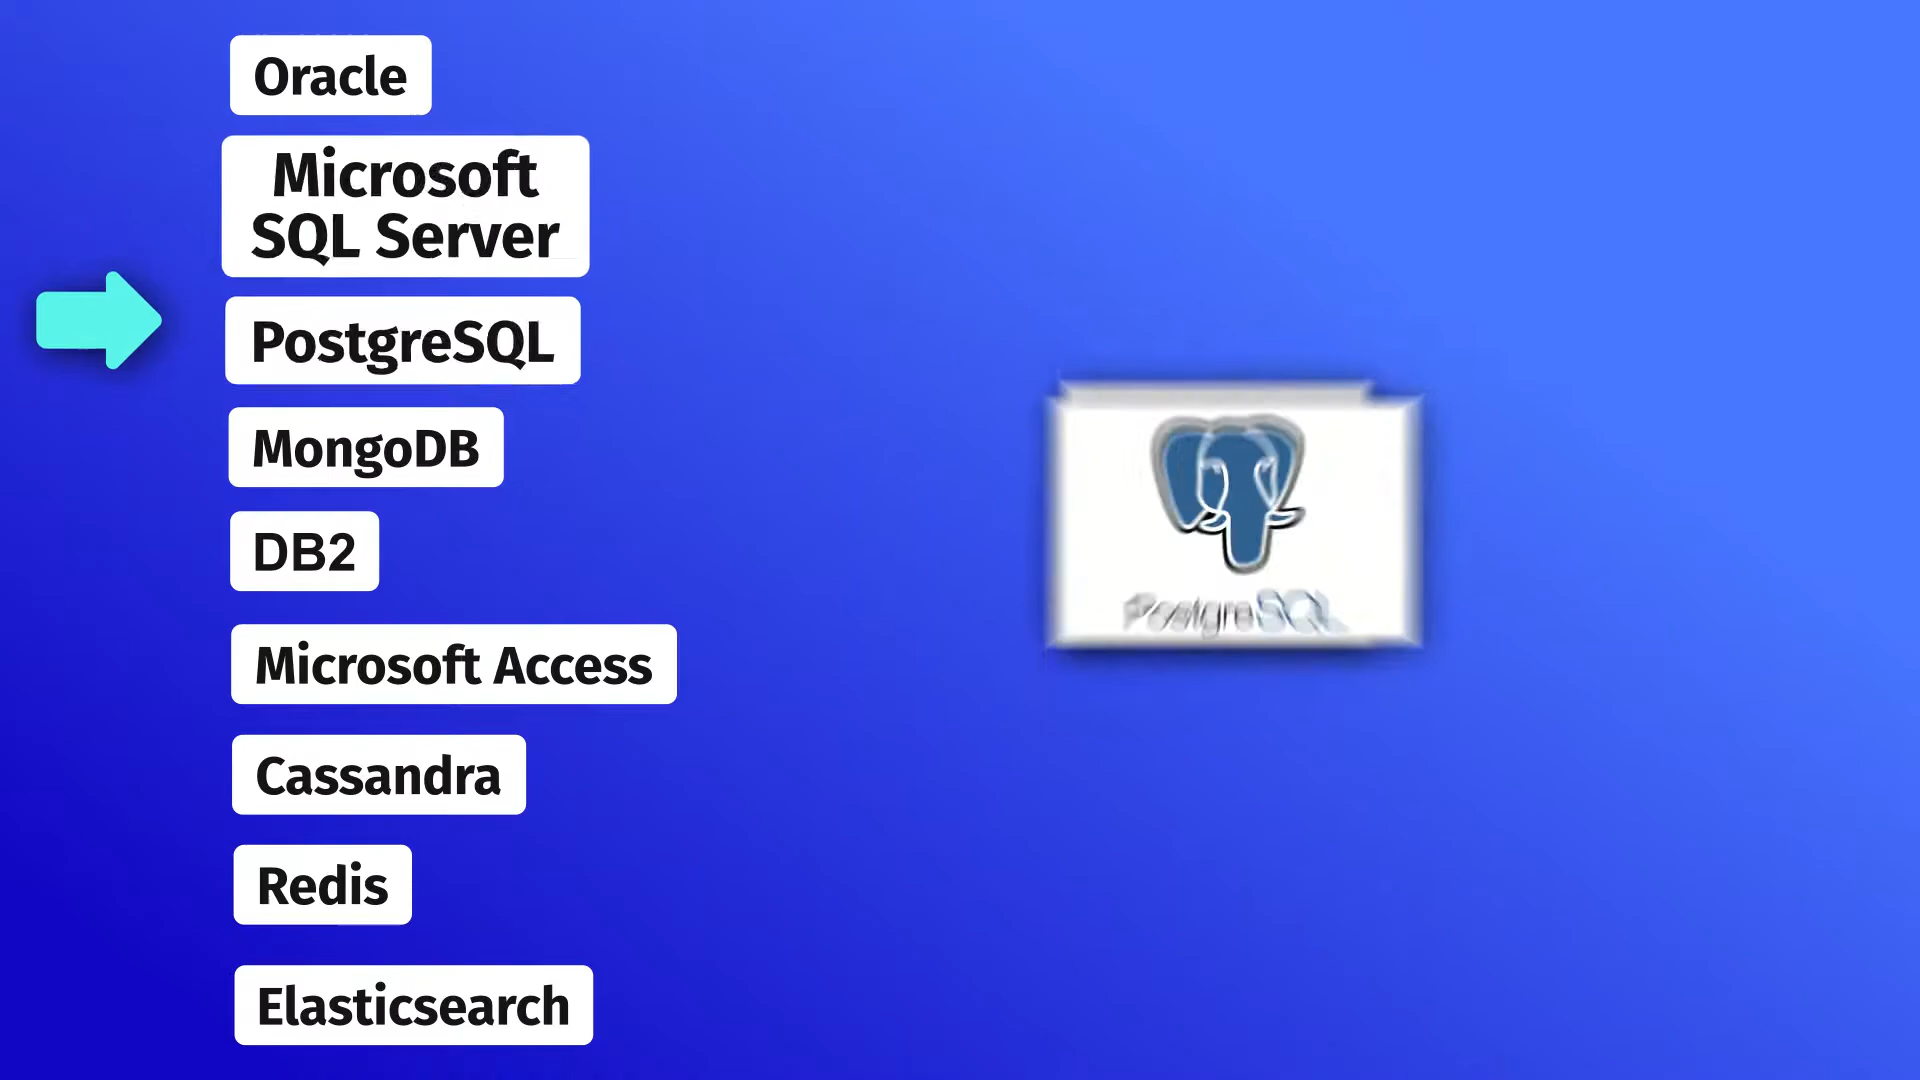 Oracle
Microsoft
SQL Server
PostgreSQL
MongoDB
DB2
Microsoft Access
Cassandra
Redis
Elasticsearch
PostgreSQL